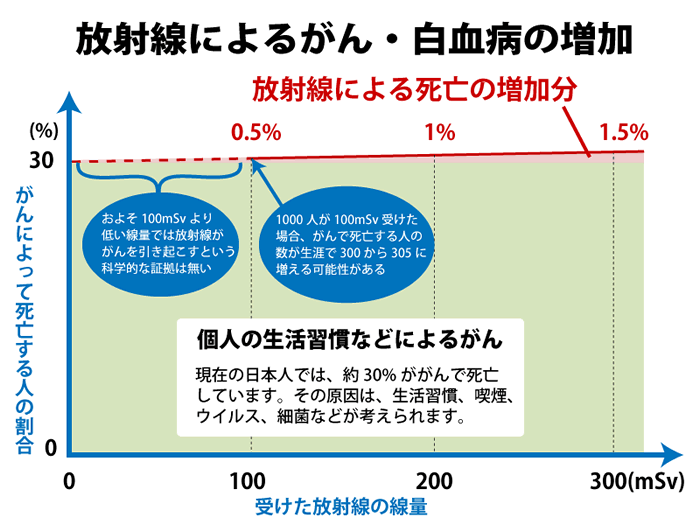 放射線によるがん・白血病の増加
放射線による死亡の増加分
(%)
0.5%
1%
1.5%
30
がんによって死亡する人の割合
およそ 100mSv より
低い線量では放射線が
がんを引き起こすという
科学的な証拠は無い
1000 人が 100mSv 受けた
場合、がんで死亡する人の
数が生涯で 300 から 305 に
増える可能性がある
個人の生活習慣などによるがん
現在の日本人では、約 30% ががんで死亡
しています。その原因は、生活習慣、喫煙、
ウイルス、細菌などが考えられます。
0
0
100
200
300(mSv)
受けた放射線の線量